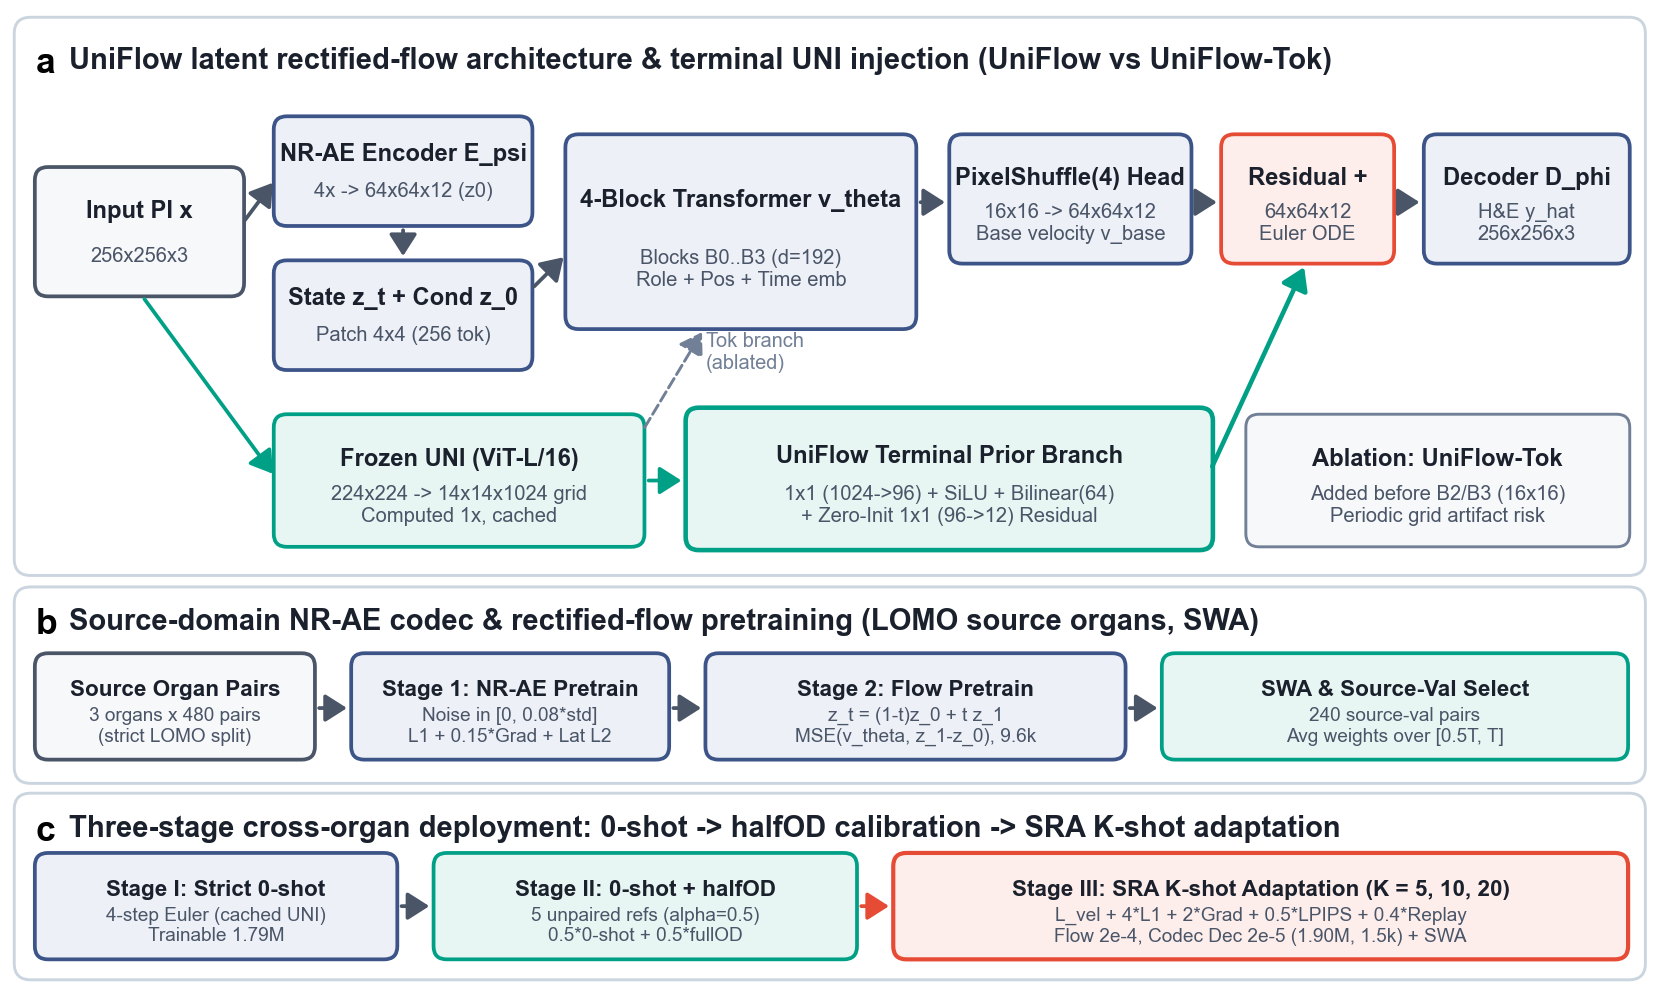 a UniFlow latent rectified-flow architecture & terminal UNI injection (UniFlow vs UniFlow-Tok)
Input PI x
256x256x3
NR-AE Encoder E_psi
4x -> 64x64x12 (z0)
State z_t + Cond z_0
Patch 4x4 (256 tok)
4-Block Transformer v_theta
Blocks B0..B3 (d=192)
Role + Pos + Time emb
PixelShuffle(4) Head
16x16 -> 64x64x12
Base velocity v_base
Residual +
64x64x12
Euler ODE
Decoder D_phi
H&E y_hat
256x256x3
Tok branch
(ablated)
Frozen UNI (ViT-L/16)
224x224 -> 14x14x1024 grid
Computed 1x, cached
UniFlow Terminal Prior Branch
1x1 (1024->96) + SiLU + Bilinear(64)
+ Zero-Init 1x1 (96->12) Residual
Ablation: UniFlow-Tok
Added before B2/B3 (16x16)
Periodic grid artifact risk
b Source-domain NR-AE codec & rectified-flow pretraining (LOMO source organs, SWA)
Source Organ Pairs
3 organs x 480 pairs
(strict LOMO split)
Stage 1: NR-AE Pretrain
Noise in [0, 0.08*std]
L1 + 0.15*Grad + Lat L2
Stage 2: Flow Pretrain
z_t = (1-t)z_0 + t z_1
MSE(v_theta, z_1-z_0), 9.6k
SWA & Source-Val Select
240 source-val pairs
Avg weights over [0.5T, T]
c Three-stage cross-organ deployment: 0-shot -> halfOD calibration -> SRA K-shot adaptation
Stage I: Strict 0-shot
4-step Euler (cached UNI)
Trainable 1.79M
Stage II: 0-shot + halfOD
5 unpaired refs (alpha=0.5)
0.5*0-shot + 0.5*fullOD
Stage III: SRA K-shot Adaptation (K = 5, 10, 20)
L_vel + 4*L1 + 2*Grad + 0.5*LPIPS + 0.4*Replay
Flow 2e-4, Codec Dec 2e-5 (1.90M, 1.5k) + SWA